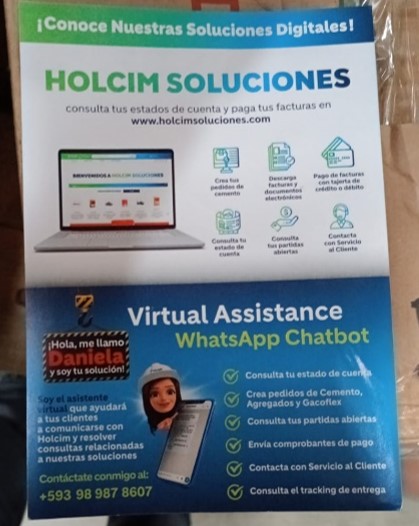 ¡Conoce Nuestras Soluciones Digitales!
HOLCIM SOLUCIONES
consulta tus estados de cuenta y paga tus facturas en
www.holcimsoluciones.com
BIENVENIDOS A HOLCIM SOLUCIONES
Crea tus
pedidos de
cemento
Descarga
facturas y
documentos
electrónicos
Pago de facturas
con tarjeta de
crédito o débito
Consulta tu
estado de
cuenta
Consulta
tus partidas
abiertas
Contacta
con Servicio
al Cliente
Virtual Assistance
WhatsApp Chatbot
¡Hola, me llamo
Daniela
y soy tu solución!
Soy el asistente
virtual que ayudará
a tus clientes
a comunicarse con
Holcim y resolver
consultas relacionadas
a nuestras soluciones
Contáctate conmigo al:
+593 98 987 8607
Consulta tu estado de cuenta
Crea pedidos de Cemento,
Agregados y Gacoflex
Consulta tus partidas abiertas
Envía comprobantes de pago
Contacta con Servicio al Cliente
Consulta el tracking de entrega